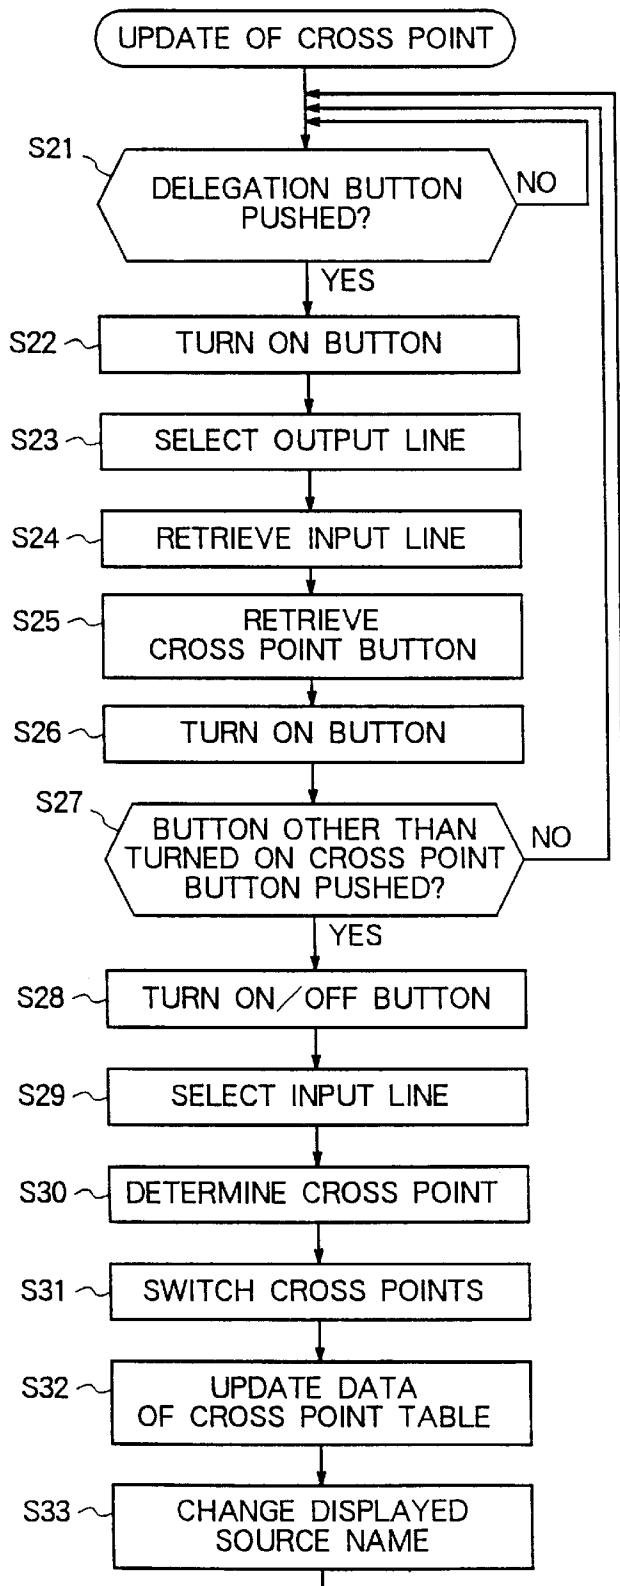 UPDATE OF CROSS POINT
S21
DELEGATION BUTTON
PUSHED?
NO
YES
S22
TURN ON BUTTON
S23
SELECT OUTPUT LINE
S24
RETRIEVE INPUT LINE
S25
RETRIEVE
CROSS POINT BUTTON
S26
TURN ON BUTTON
S27
BUTTON OTHER THAN
TURNED ON CROSS POINT
BUTTON PUSHED?
NO
YES
S28
TURN ON/OFF BUTTON
S29
SELECT INPUT LINE
S30
DETERMINE CROSS POINT
S31
SWITCH CROSS POINTS
S32
UPDATE DATA
OF CROSS POINT TABLE
S33
CHANGE DISPLAYED
SOURCE NAME